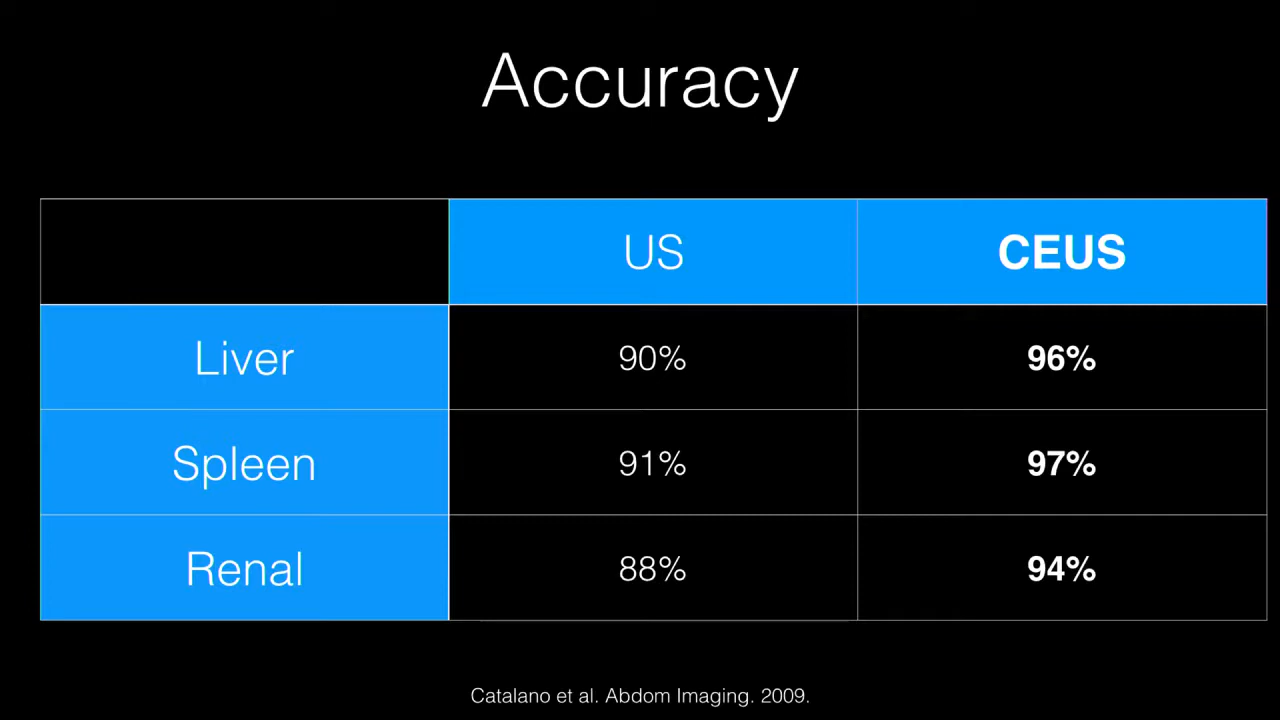 Accuracy
US CEUS
Liver 90% 96%
Spleen 91% 97%
Renal 88% 94%
Catalano et al. Abdom Imaging. 2009.